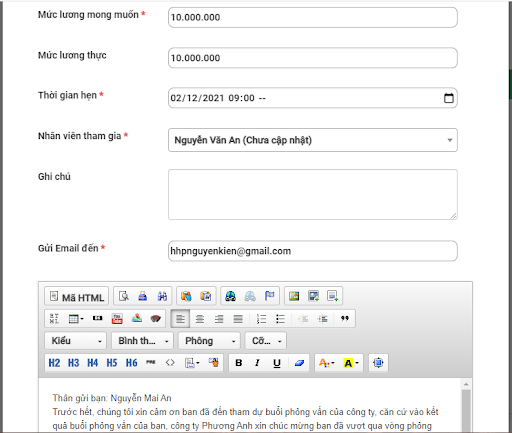 Mức lương mong muốn *
10.000.000
Mức lương thực
10.000.000
Thời gian hẹn *
02/12/2021 09:00 --
Nhân viên tham gia *
Nguyễn Văn An (Chưa cập nhật)
Ghi chú
Gửi Email đến *
hhpnguyenkien@gmail.com
Mã HTML
Kiểu Bình th... Phông Cỡ...
H2 H3 H4 H5 H6 PRE <> B I U A A
Thân gửi bạn: Nguyễn Mai An
Trước hết, chúng tôi xin cảm ơn bạn đã đến tham dự buổi phỏng vấn của công ty, căn cứ vào kết
quả buổi phỏng vấn của bạn, công ty Phương Anh xin chúc mừng bạn đã vượt qua vòng phỏng